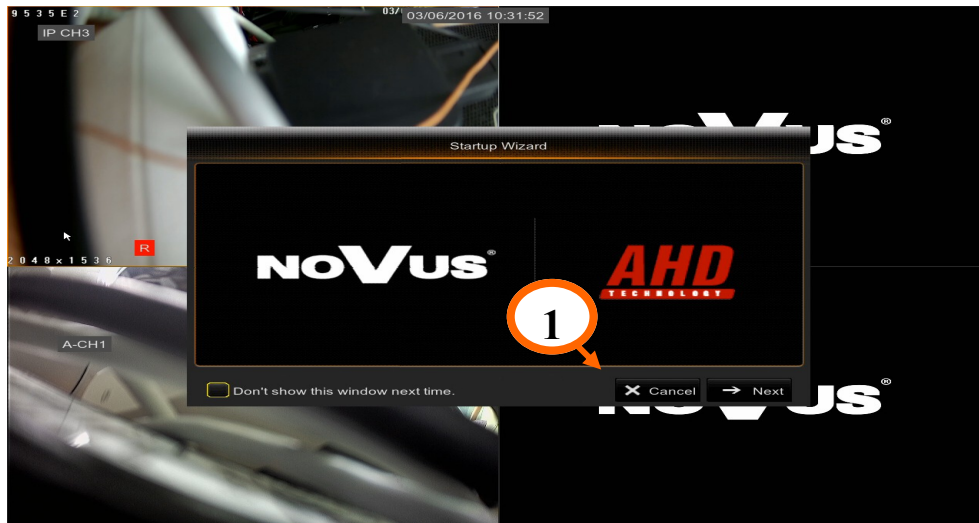 9535E2
03/
03/06/2016 10:31:52
IP CH3
NOVUS®
Startup Wizard
NOVUS®
AHD
TECHNOLOGY
R
2048x1536
1
A-CH1
Don't show this window next time.
Cancel
Next
NOVUS®